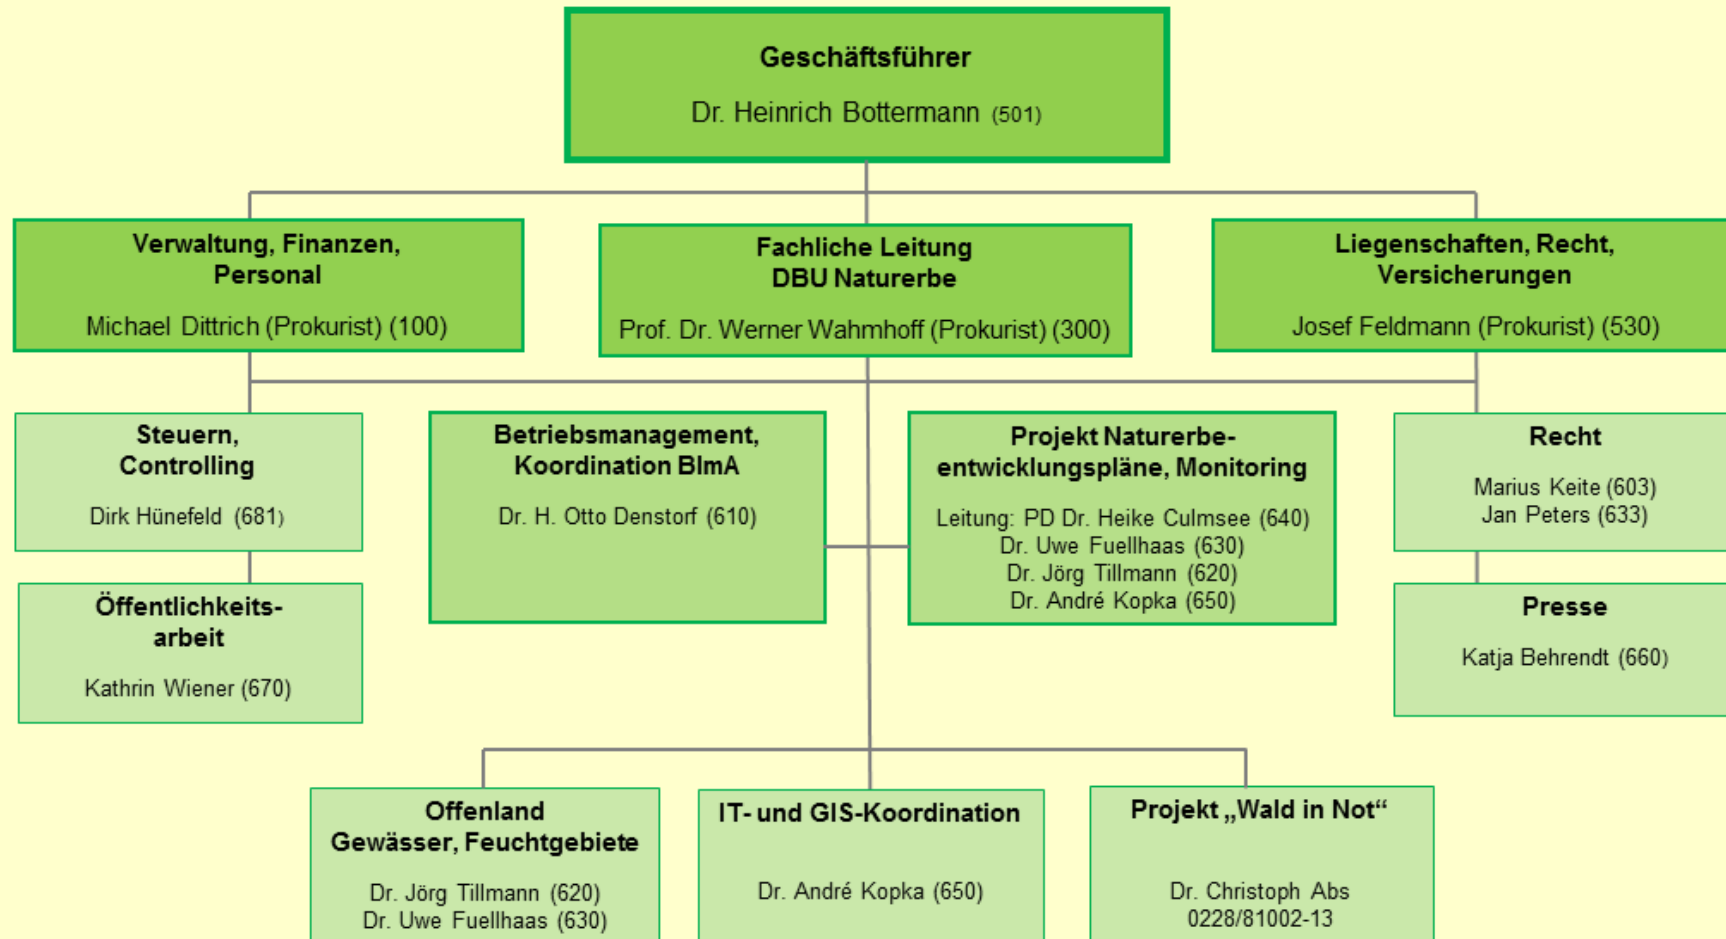 Geschäftsführer
Dr. Heinrich Bottermann (501)
Verwaltung, Finanzen,
Personal
Michael Dittrich (Prokurist) (100)
Fachliche Leitung
DBU Naturerbe
Prof. Dr. Werner Wahmhoff (Prokurist) (300)
Liegenschaften, Recht,
Versicherungen
Josef Feldmann (Prokurist) (530)
Steuern,
Controlling
Dirk Hünefeld (681)
Betriebsmanagement,
Koordination BImA
Dr. H. Otto Denstorf (610)
Projekt Naturerbe-
entwicklungspläne, Monitoring
Leitung: PD Dr. Heike Culmsee (640)
Dr. Uwe Fuellhaas (630)
Dr. Jörg Tillmann (620)
Dr. André Kopka (650)
Recht
Marius Keite (603)
Jan Peters (633)
Öffentlichkeits-
arbeit
Kathrin Wiener (670)
Presse
Katja Behrendt (660)
Offenland
Gewässer, Feuchtgebiete
Dr. Jörg Tillmann (620)
Dr. Uwe Fuellhaas (630)
IT- und GIS-Koordination
Dr. André Kopka (650)
Projekt „Wald in Not“
Dr. Christoph Abs
0228/81002-13